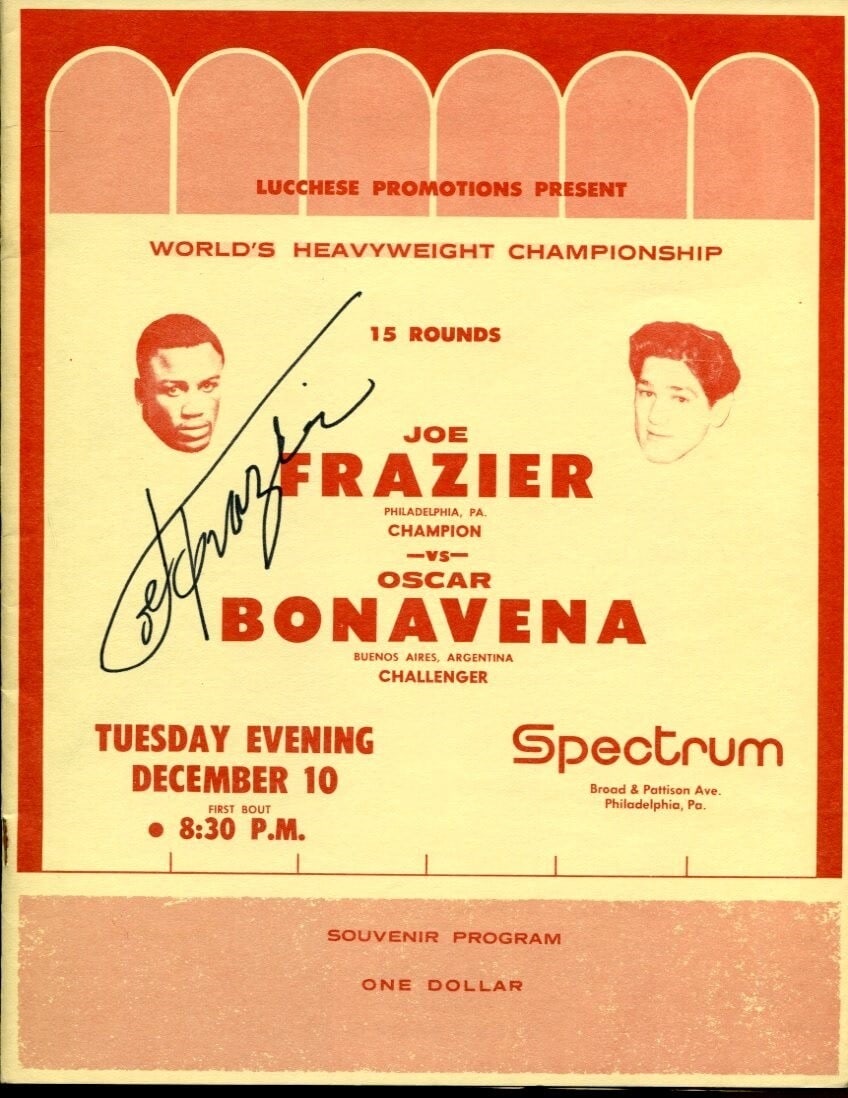 LUCCHESE PROMOTIONS PRESENT
WORLD'S HEAVYWEIGHT CHAMPIONSHIP
15 ROUNDS
JOE
FRAZIER
PHILADELPHIA, PA.
CHAMPION
—VS—
OSCAR
BONAVENA
BUENOS AIRES, ARGENTINA
CHALLENGER
Joe Frazier
TUESDAY EVENING
DECEMBER 10
FIRST BOUT
• 8:30 P.M.
Spectrum
Broad & Pattison Ave.
Philadelphia, Pa.
SOUVENIR PROGRAM
ONE DOLLAR